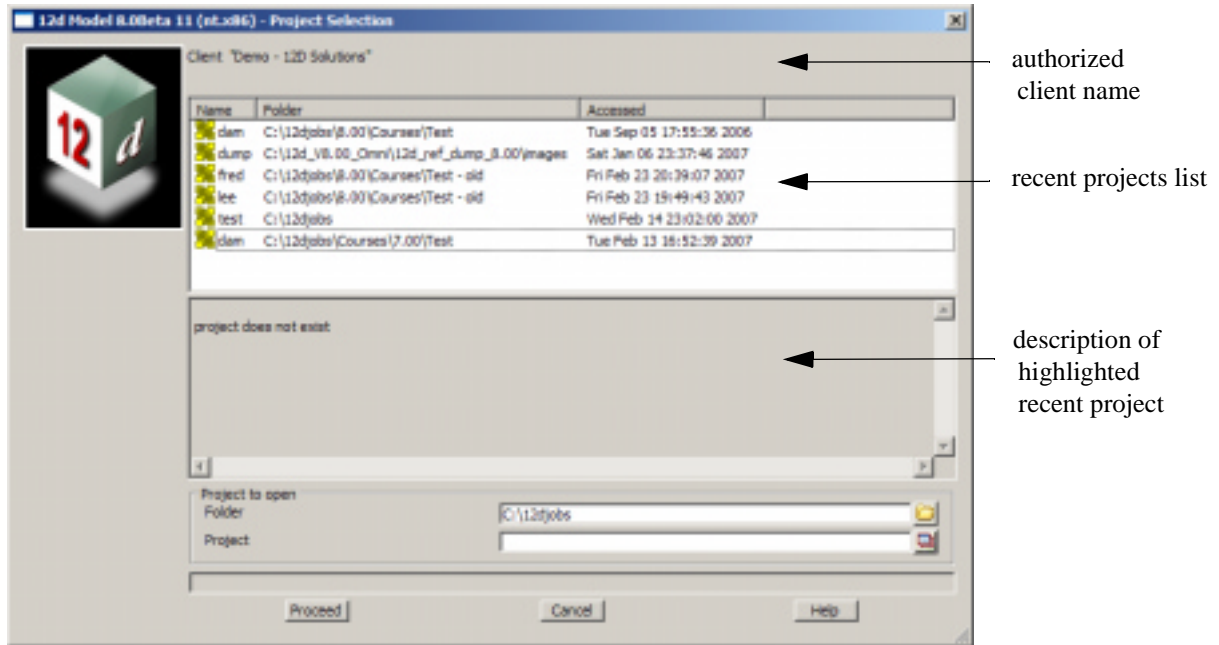 12d Model 8.0Beta 11 (nt.x86) - Project Selection
Client "Demo - 12D Solutions"
authorized
client name
Name Folder Accessed
dam C:\12djobs\8.00\Courses\Test Tue Sep 05 17:55:36 2006
dump C:\12d_V8.00_Omni\12d_ref_dump_8.00\images Sat Jan 06 23:37:46 2007
fred C:\12djobs\8.00\Courses\Test - old Fri Feb 23 20:39:07 2007
lee C:\12djobs\8.00\Courses\Test - old Fri Feb 23 19:49:43 2007
test C:\12djobs Wed Feb 14 23:02:00 2007
dam C:\12djobs\Courses\7.00\Test Tue Feb 13 16:52:39 2007
recent projects list
12 d
project does not exist
description of
highlighted
recent project
Project to open
Folder C:\12djobs
Project
Proceed Cancel Help